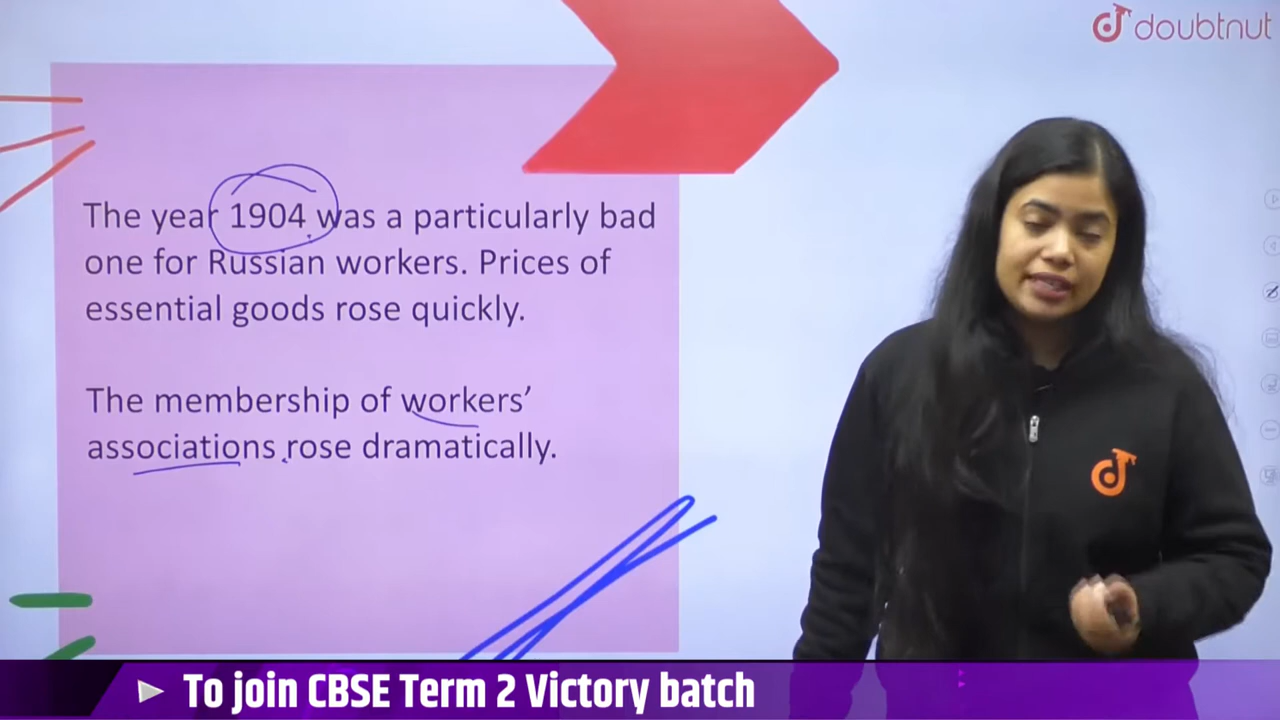 doubtnut
The year 1904 was a particularly bad
one for Russian workers. Prices of
essential goods rose quickly.
The membership of workers’
associations rose dramatically.
To join CBSE Term 2 Victory batch